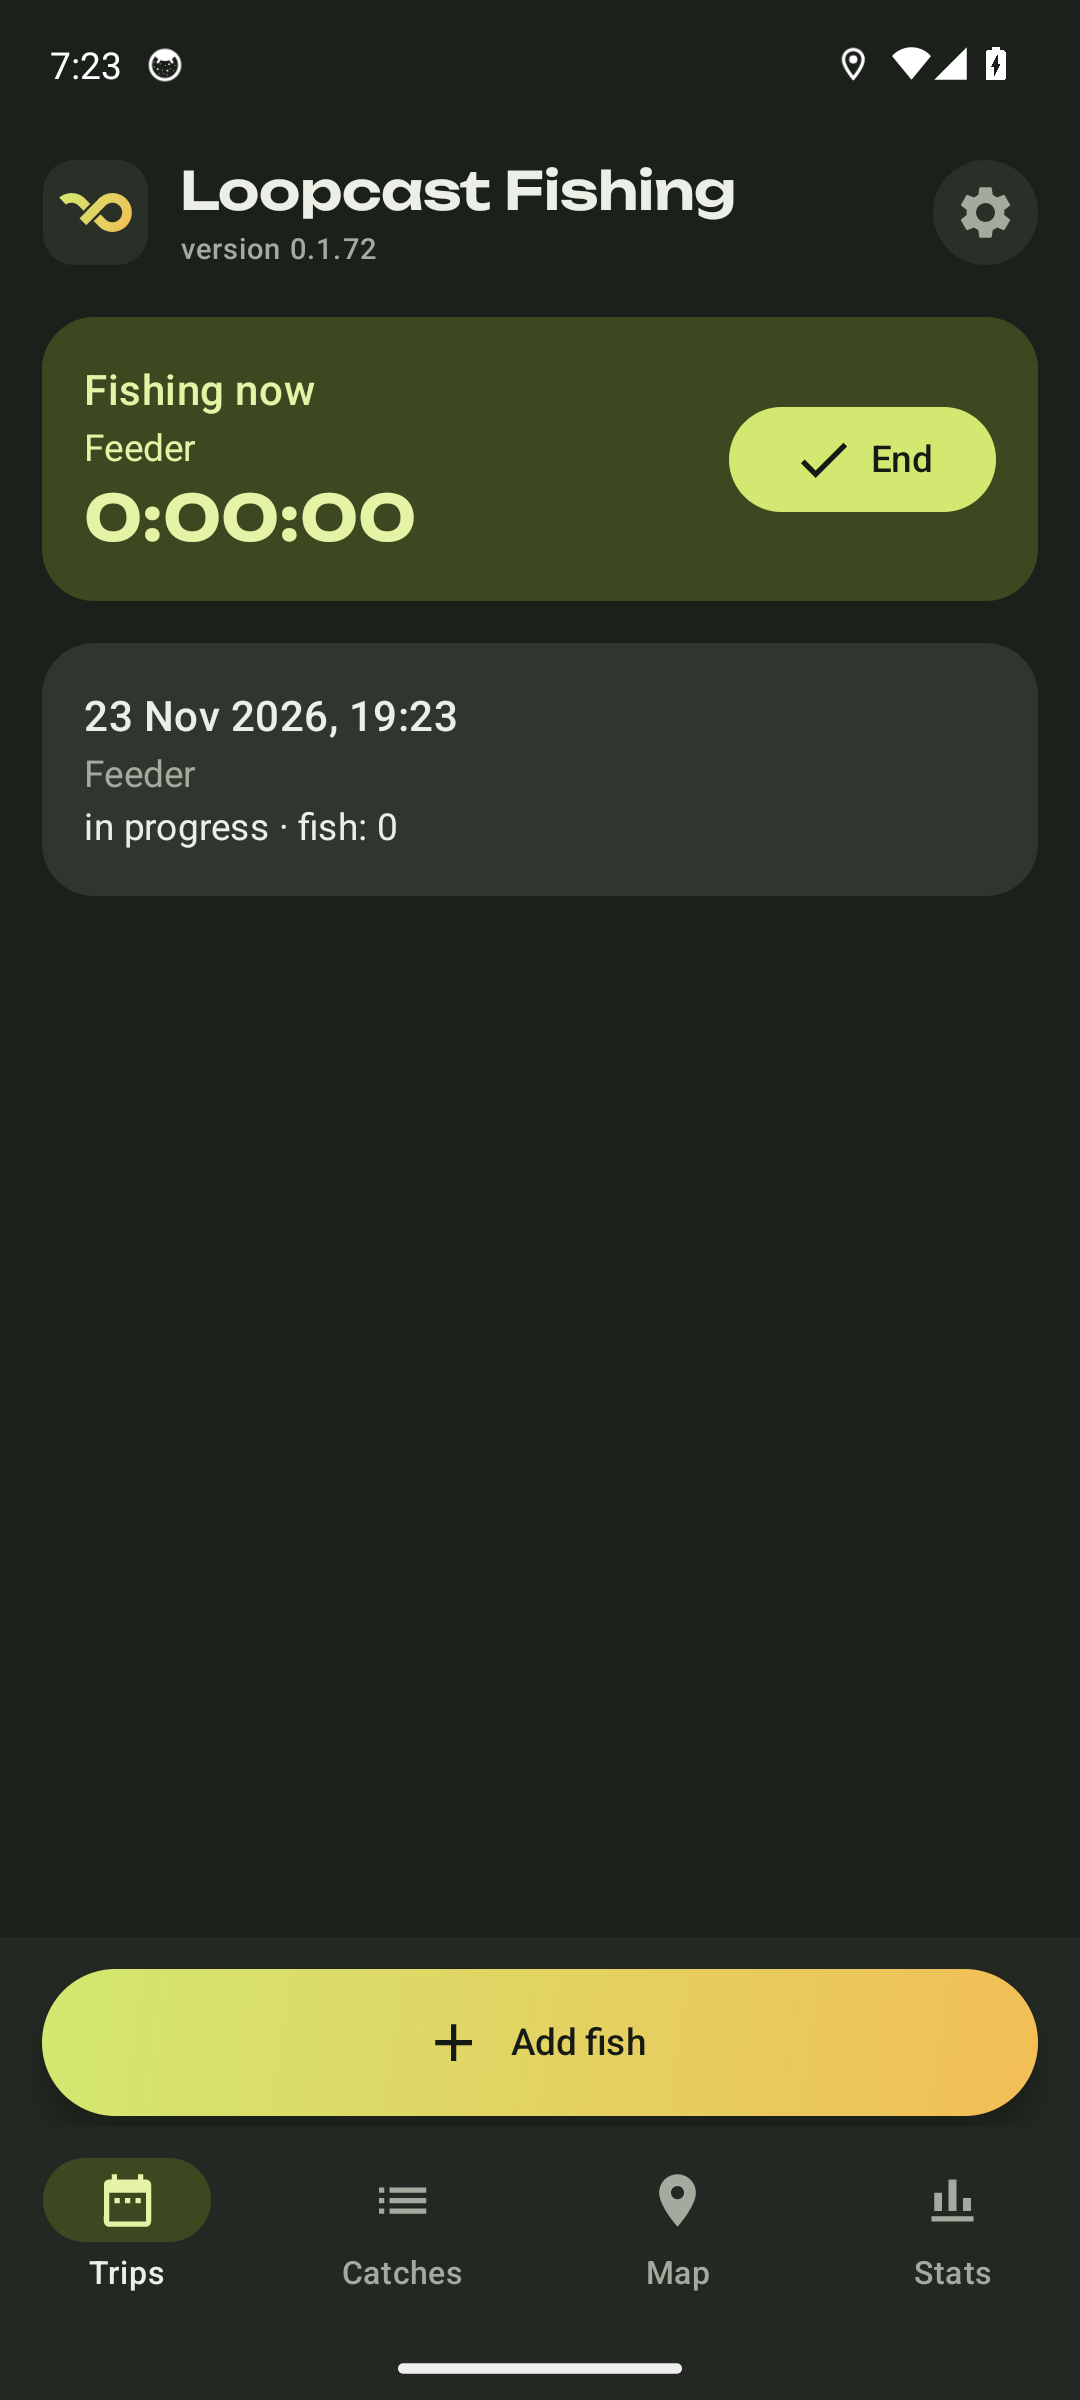 7:23
Loopcast Fishing
version 0.1.72
Fishing now
Feeder
0:00:00
End
23 Nov 2026, 19:23
Feeder
in progress · fish: 0
Add fish
Trips
Catches
Map
Stats